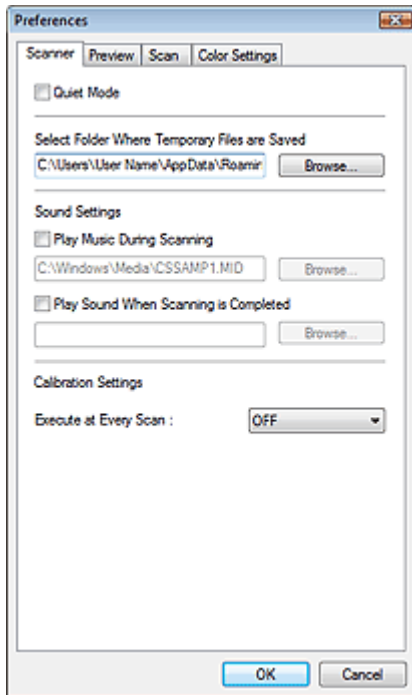 Preferences
Scanner Preview Scan Color Settings
Quiet Mode
Select Folder Where Temporary Files are Saved
C:\Users\User Name\AppData\Roamir Browse...
Sound Settings
Play Music During Scanning
C:\Windows\Media\CSSAMP1.MID Browse...
Play Sound When Scanning is Completed
Browse...
Calibration Settings
Execute at Every Scan : OFF
OK Cancel